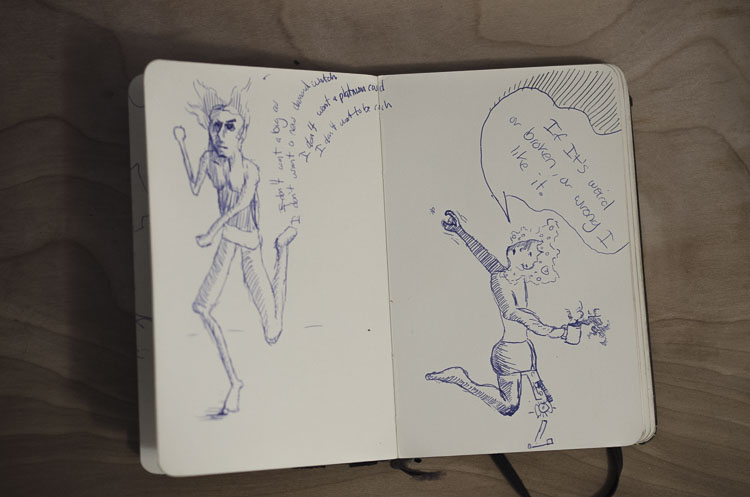 I don't want a big car
I don't want a new diamond watch
I don't want a platinum card
I don't want to be rich
If It's weird
or broken, or wrong I
like it.